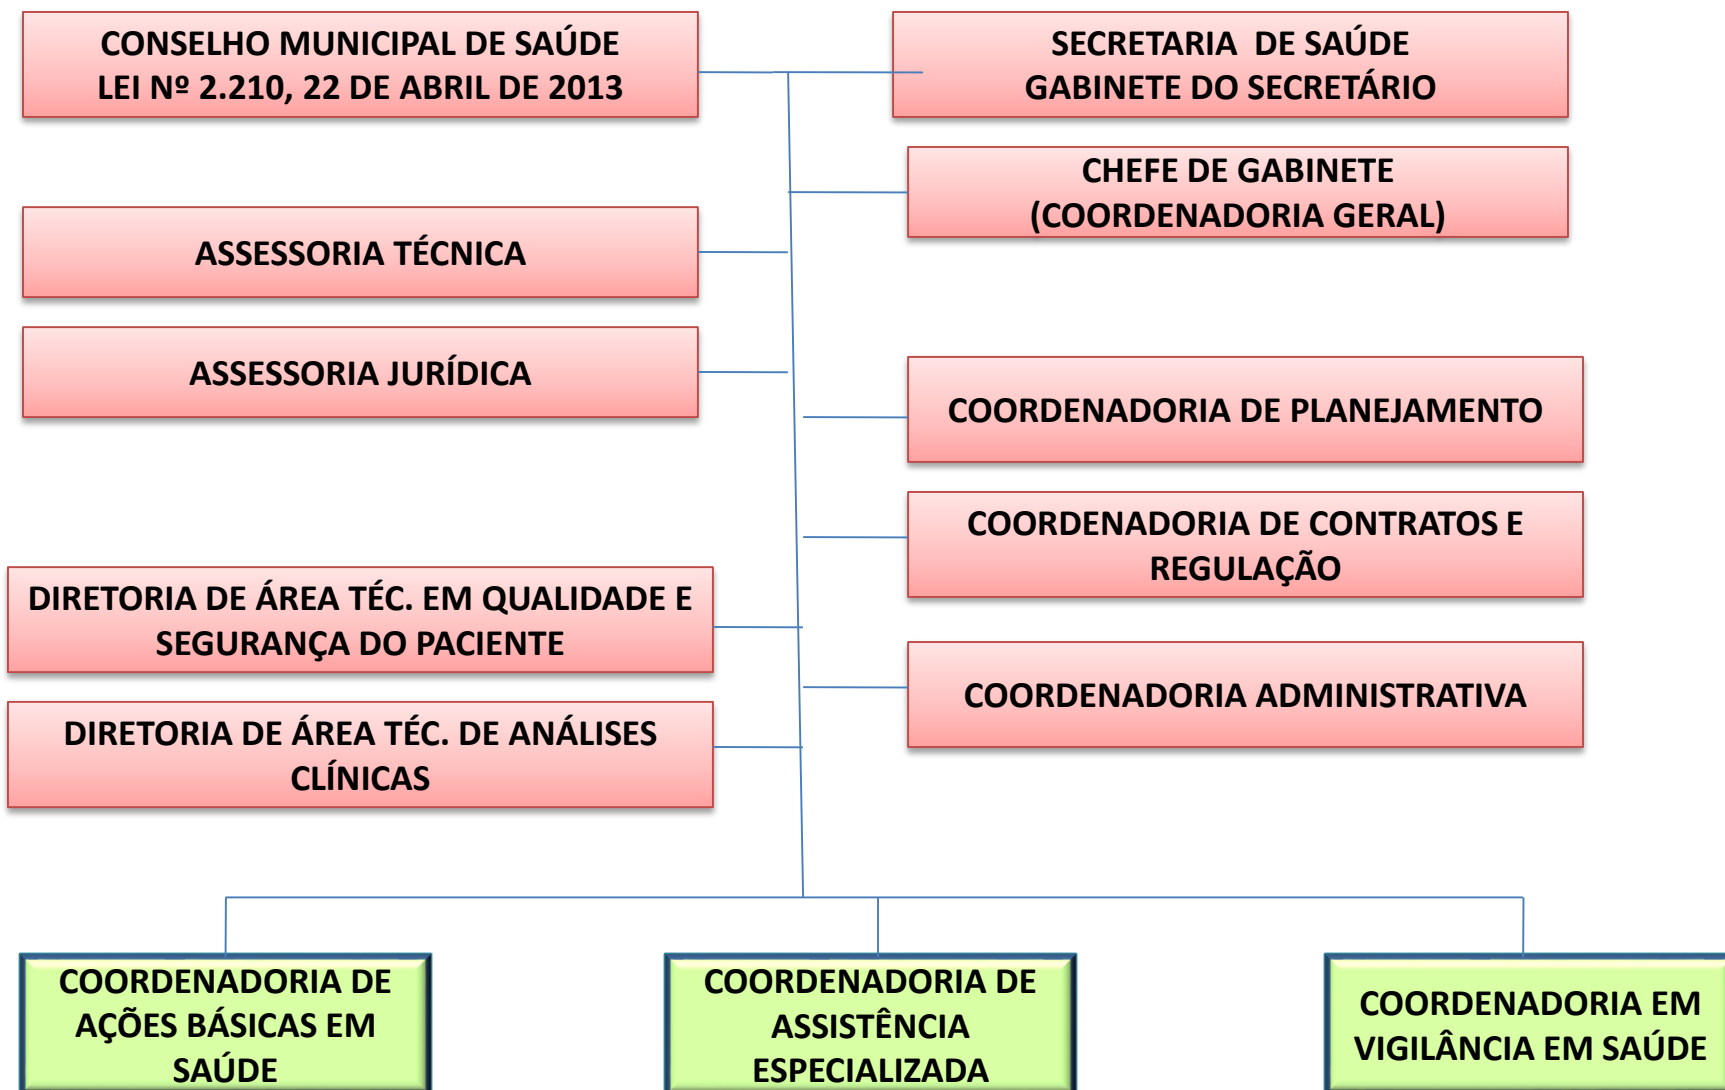 CONSELHO MUNICIPAL DE SAÚDE
LEI Nº 2.210, 22 DE ABRIL DE 2013
SECRETARIA  DE SAÚDE
GABINETE DO SECRETÁRIO
CHEFE DE GABINETE
(COORDENADORIA GERAL)
ASSESSORIA TÉCNICA
ASSESSORIA JURÍDICA
COORDENADORIA DE PLANEJAMENTO
COORDENADORIA DE CONTRATOS E
REGULAÇÃO
DIRETORIA DE ÁREA TÉC. EM QUALIDADE E
SEGURANÇA DO PACIENTE
COORDENADORIA ADMINISTRATIVA
DIRETORIA DE ÁREA TÉC. DE ANÁLISES
CLÍNICAS
COORDENADORIA DE
AÇÕES BÁSICAS EM
SAÚDE
COORDENADORIA DE
ASSISTÊNCIA
ESPECIALIZADA
COORDENADORIA EM
VIGILÂNCIA EM SAÚDE